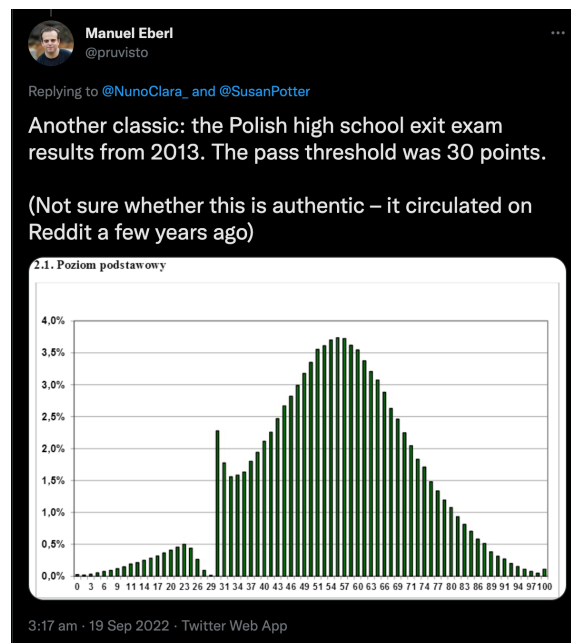 Manuel Eberl
@pruvisto
Replying to @NunoClara_ and @SusanPotter
Another classic: the Polish high school exit exam
results from 2013. The pass threshold was 30 points.
(Not sure whether this is authentic – it circulated on
Reddit a few years ago)
2.1. Poziom podstawowy
4,0%
3,5%
3,0%
2,5%
2,0%
1,5%
1,0%
0,5%
0,0%
0 3 6 9 11 14 17 20 23 26 29 31 34 37 40 43 46 49 51 54 57 60 63 66 69 71 74 77 80 83 86 89 91 94 97 100
3:17 am · 19 Sep 2022 · Twitter Web App